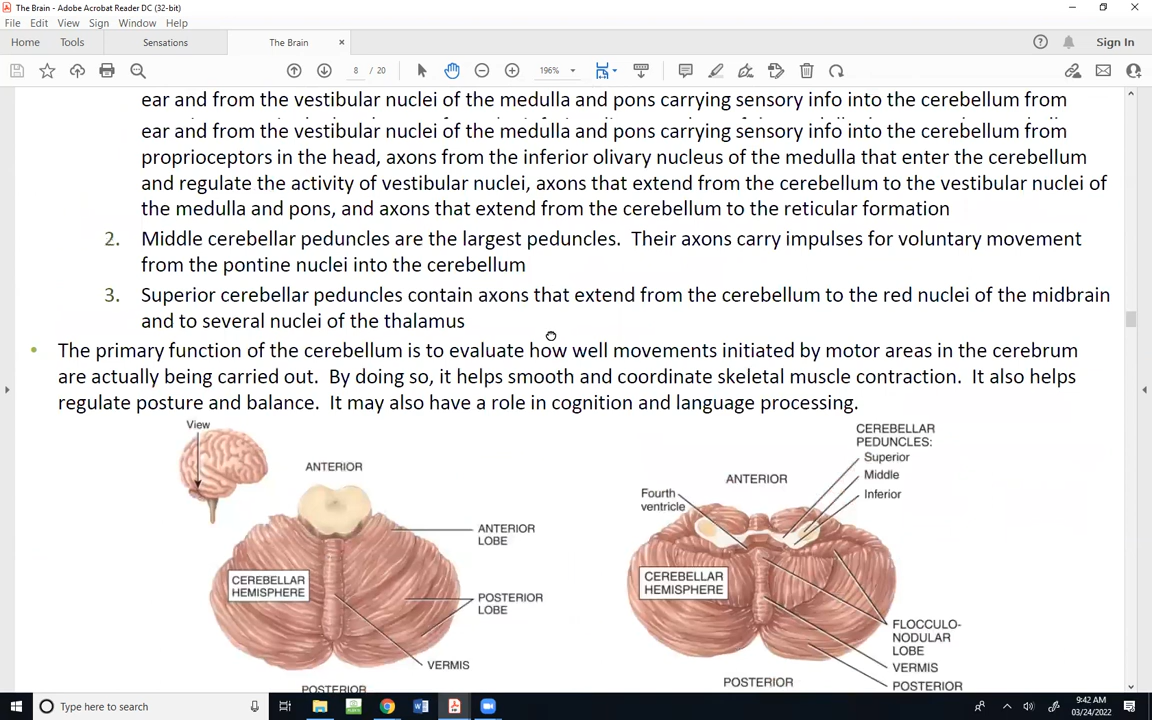 The Brain - Adobe Acrobat Reader DC (32-bit)
File Edit View Sign Window Help
Home Tools Sensations The Brain × Sign In
8 / 20 196%
ear and from the vestibular nuclei of the medulla and pons carrying sensory info into the cerebellum from
ear and from the vestibular nuclei of the medulla and pons carrying sensory info into the cerebellum from
proprioceptors in the head, axons from the inferior olivary nucleus of the medulla that enter the cerebellum
and regulate the activity of vestibular nuclei, axons that extend from the cerebellum to the vestibular nuclei of
the medulla and pons, and axons that extend from the cerebellum to the reticular formation
2. Middle cerebellar peduncles are the largest peduncles. Their axons carry impulses for voluntary movement
from the pontine nuclei into the cerebellum
3. Superior cerebellar peduncles contain axons that extend from the cerebellum to the red nuclei of the midbrain
and to several nuclei of the thalamus
• The primary function of the cerebellum is to evaluate how well movements initiated by motor areas in the cerebrum
are actually being carried out. By doing so, it helps smooth and coordinate skeletal muscle contraction. It also helps
regulate posture and balance. It may also have a role in cognition and language processing.
View
ANTERIOR
ANTERIOR
LOBE
CEREBELLAR
HEMISPHERE
POSTERIOR
LOBE
VERMIS
POSTERIOR
CEREBELLAR
PEDUNCLES:
Superior
Middle
Inferior
ANTERIOR
Fourth
ventricle
CEREBELLAR
HEMISPHERE
FLOCCULO-
NODULAR
LOBE
VERMIS
POSTERIOR
POSTERIOR
Type here to search
9:42 AM
03/24/2022